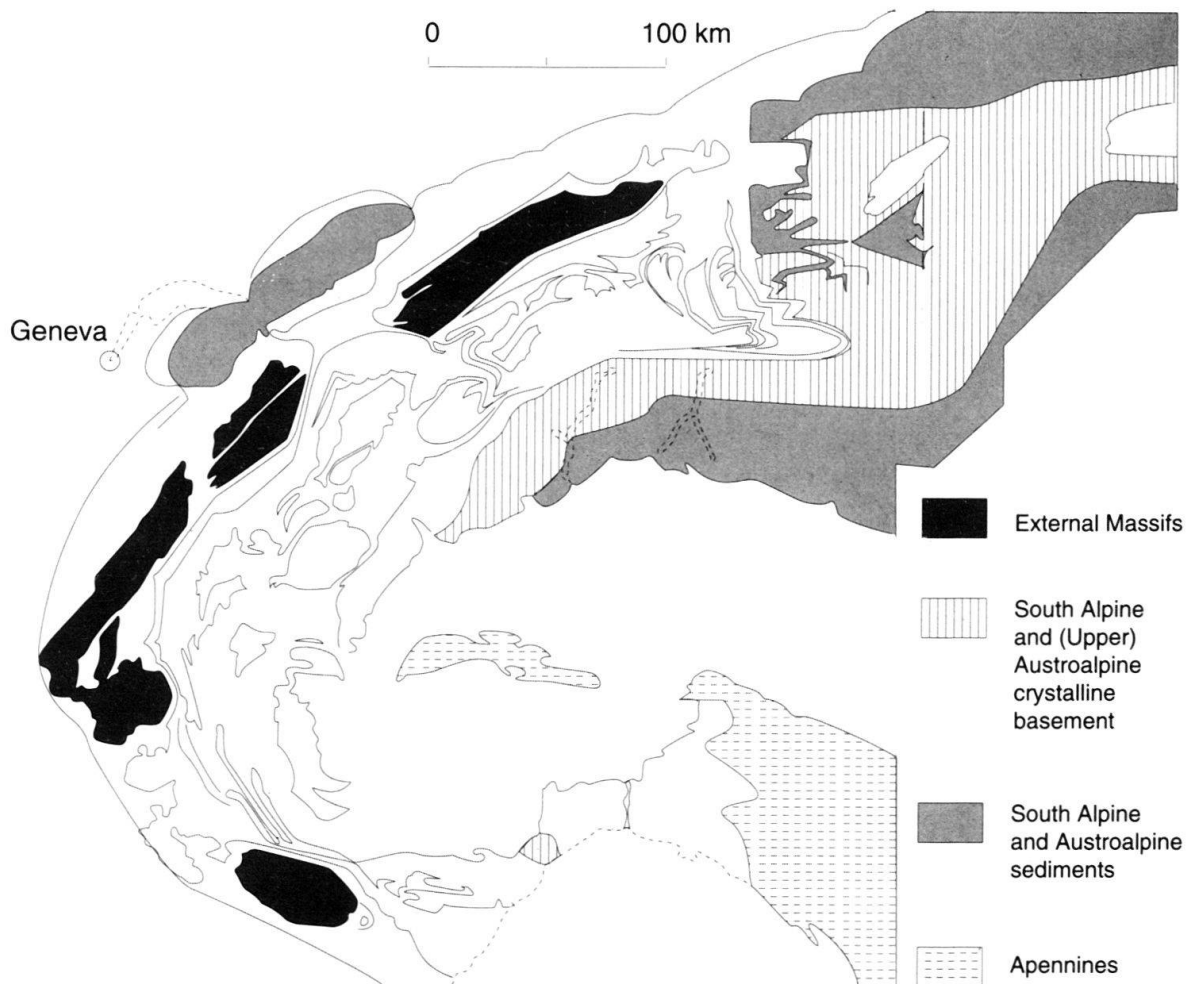 0 100 km
Geneva
External Massifs
South Alpine
and (Upper)
Austroalpine
crystalline
basement
South Alpine
and Austroalpine
sediments
Apennines